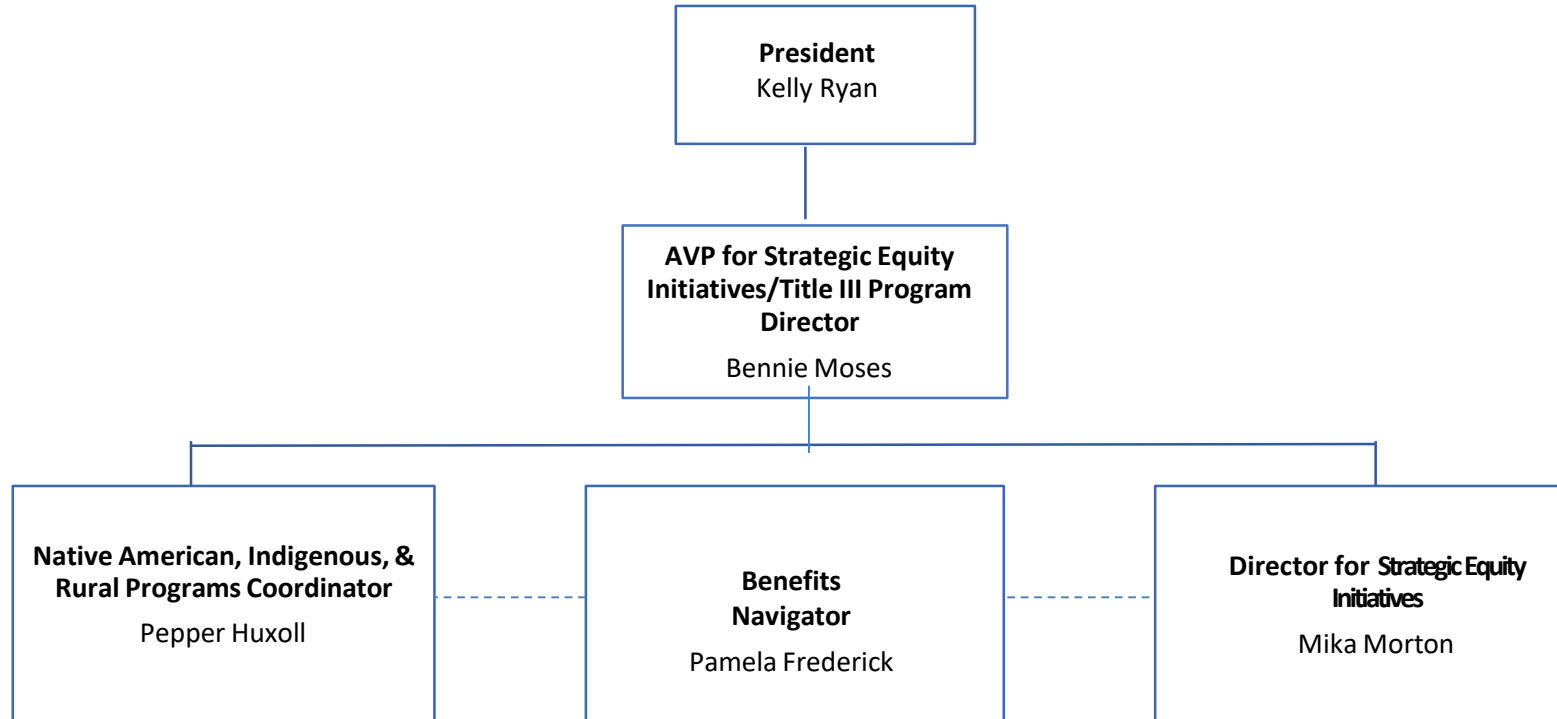 President
Kelly Ryan
AVP for Strategic Equity
Initiatives/Title III Program
Director
Bennie Moses
Native American, Indigenous, &
Rural Programs Coordinator
Pepper Huxoll
Benefits
Navigator
Pamela Frederick
Director for Strategic Equity
Initiatives
Mika Morton